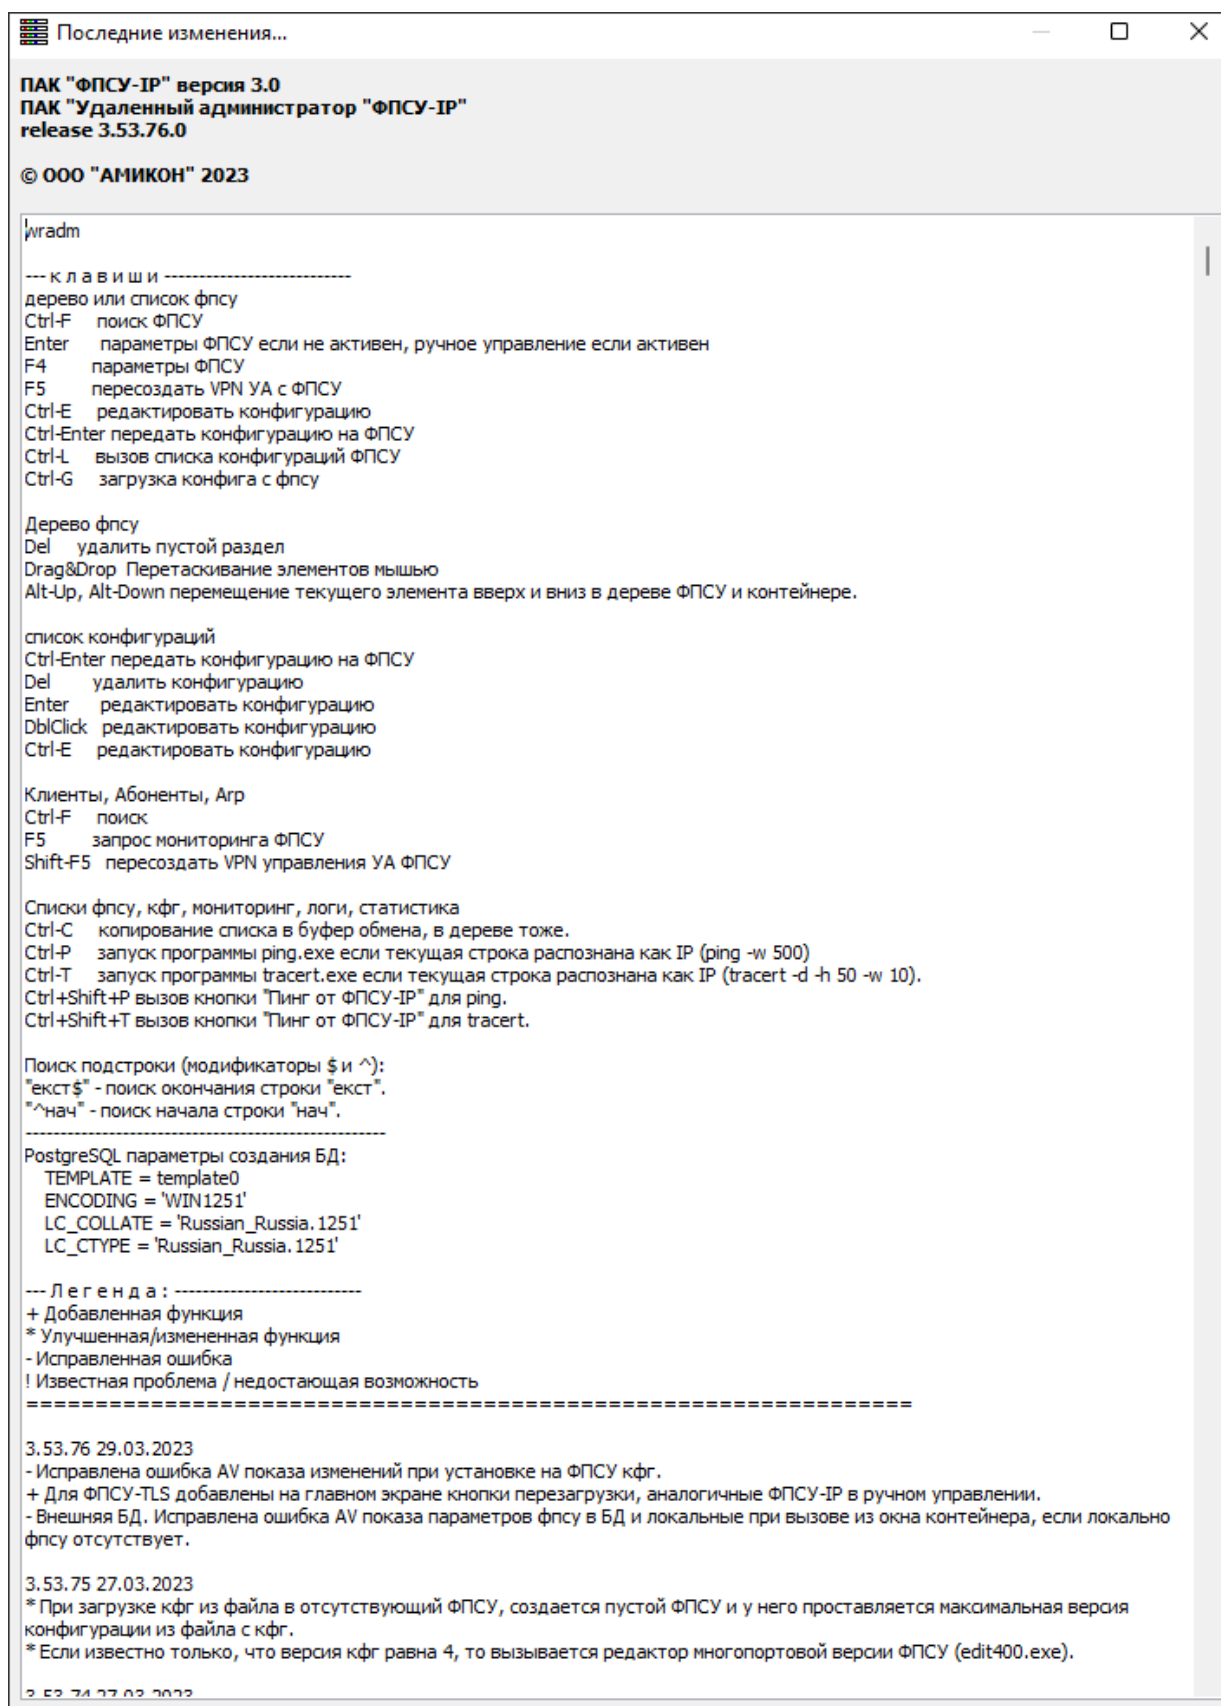 Последние изменения...
ПАК "ФПСУ-IP" версия 3.0
ПАК "Удаленный администратор "ФПСУ-IP"
release 3.53.76.0
© ООО "АМИКОН" 2023
wradm
--- к л а в и ш и ---------------------------
дерево или список фпсу
Ctrl-F поиск ФПСУ
Enter параметры ФПСУ если не активен, ручное управление если активен
F4 параметры ФПСУ
F5 пересоздать VPN УА с ФПСУ
Ctrl-E редактировать конфигурацию
Ctrl-Enter передать конфигурацию на ФПСУ
Ctrl-L вызов списка конфигураций ФПСУ
Ctrl-G загрузка конфига с фпсу
Дерево фпсу
Del удалить пустой раздел
Drag&Drop Перетаскивание элементов мышью
Alt-Up, Alt-Down перемещение текущего элемента вверх и вниз в дереве ФПСУ и контейнере.
список конфигураций
Ctrl-Enter передать конфигурацию на ФПСУ
Del удалить конфигурацию
Enter редактировать конфигурацию
DblClick редактировать конфигурацию
Ctrl-E редактировать конфигурацию
Клиенты, Абоненты, Arp
Ctrl-F поиск
F5 запрос мониторинга ФПСУ
Shift-F5 пересоздать VPN управления УА ФПСУ
Списки фпсу, кфг, мониторинг, логи, статистика
Ctrl-C копирование списка в буфер обмена, в дереве тоже.
Ctrl-P запуск программы ping.exe если текущая строка распознана как IP (ping -w 500)
Ctrl-T запуск программы tracert.exe если текущая строка распознана как IP (tracert -d -h 50 -w 10).
Ctrl+Shift+P вызов кнопки "Пинг от ФПСУ-IP" для ping.
Ctrl+Shift+T вызов кнопки "Пинг от ФПСУ-IP" для tracert.
Поиск подстроки (модификаторы $ и ^):
"екст$" - поиск окончания строки "екст".
"^нач" - поиск начала строки "нач".
----------------------------------------------------
PostgreSQL параметры создания БД:
TEMPLATE = template0
ENCODING = 'WIN1251'
LC_COLLATE = 'Russian_Russia.1251'
LC_CTYPE = 'Russian_Russia.1251'
--- Л е г е н д а : ---------------------------
+ Добавленная функция
* Улучшенная/измененная функция
- Исправленная ошибка
! Известная проблема / недостающая возможность
================================================================
3.53.76 29.03.2023
- Исправлена ошибка AV показа изменений при установке на ФПСУ кфг.
+ Для ФПСУ-TLS добавлены на главном экране кнопки перезагрузки, аналогичные ФПСУ-IP в ручном управлении.
- Внешняя БД. Исправлена ошибка AV показа параметров фпсу в БД и локальные при вызове из окна контейнера, если локально
фпсу отсутствует.
3.53.75 27.03.2023
* При загрузке кфг из файла в отсутствующий ФПСУ, создается пустой ФПСУ и у него проставляется максимальная версия
конфигурации из файла с кфг.
* Если известно только, что версия кфг равна 4, то вызывается редактор многопортовой версии ФПСУ (edit400.exe).
3.53.74 27.03.2023